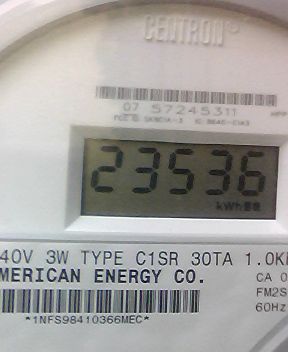 CENTRON®
07 57245311
23536
kWh
40V 3W TYPE C1SR 30TA 1.0K
MERICAN ENERGY CO.
CA 0
FM2S
60Hz
*1NFS98410366MEC*